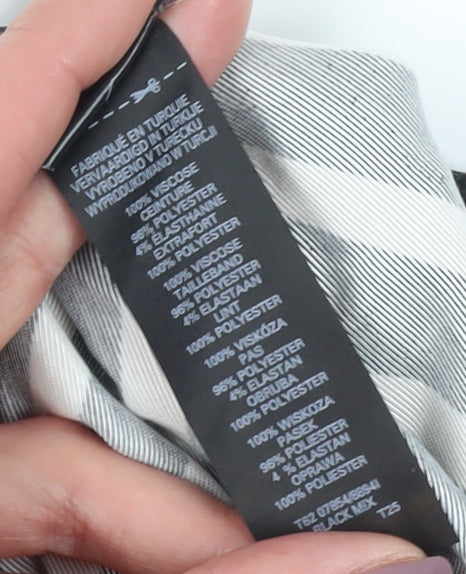 FABRIQUÉ EN TURQUIE
VERVAARDIGD IN TURKIJE
VYROBENO V TURECKU
WYPRODUKOWANO W TURCJI
100% VISCOSE
CEINTURE
96% POLYESTER
4% ELASTHANNE
EXTRAFORT
100% POLYESTER
100% VISCOSE
TAILLEBAND
96% POLYESTER
4% ELASTAAN
LINT
100% POLYESTER
100% VISKÓZA
PAS
96% POLYESTER
4% ELASTAN
OBRUBA
100% POLYESTER
100% WISKOZA
PASEK
96% POLIESTER
4 % ELASTAN
OPRAWA
100% POLIESTER
T62
BLACK MIX T25